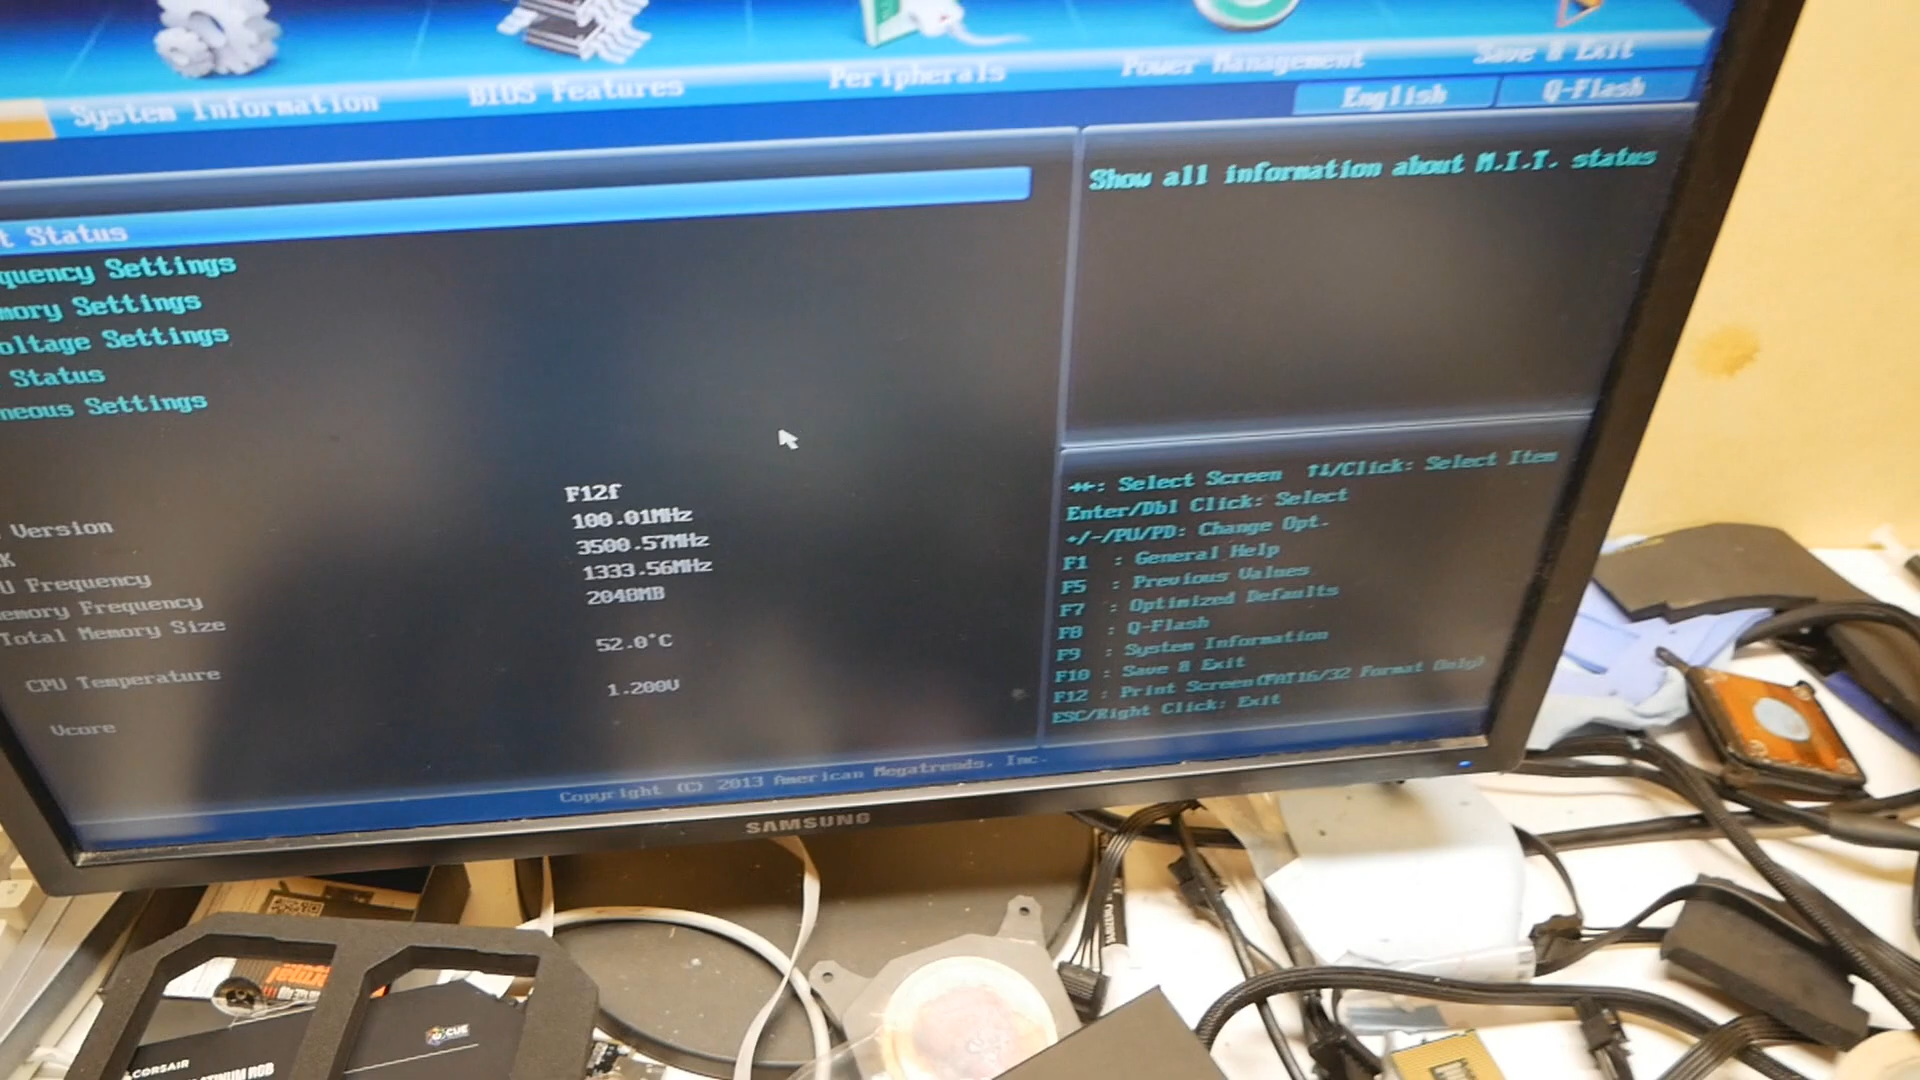 System Information
BIOS Features
Peripherals
Power Management
Save & Exit
English
Q-Flash
t Status
quency Settings
mory Settings
oltage Settings
Status
neous Settings
Show all information about M.I.T. status
Version F12f
K 100.01MHz
U Frequency 3500.57MHz
emory Frequency 1333.56MHz
Total Memory Size 2048MB
CPU Temperature 52.0°C
Vcore 1.200V
→←: Select Screen ↑↓/Click: Select Item
Enter/Dbl Click: Select
+/-/PU/PD: Change Opt.
F1 : General Help
F5 : Previous Values
F7 : Optimized Defaults
F8 : Q-Flash
F9 : System Information
F10 : Save & Exit
F12 : Print Screen(FAT16/32 Format Only)
ESC/Right Click: Exit
Copyright (C) 2013 American Megatrends, Inc.
SAMSUNG
CORSAIR
ATINUM RGB
CUE